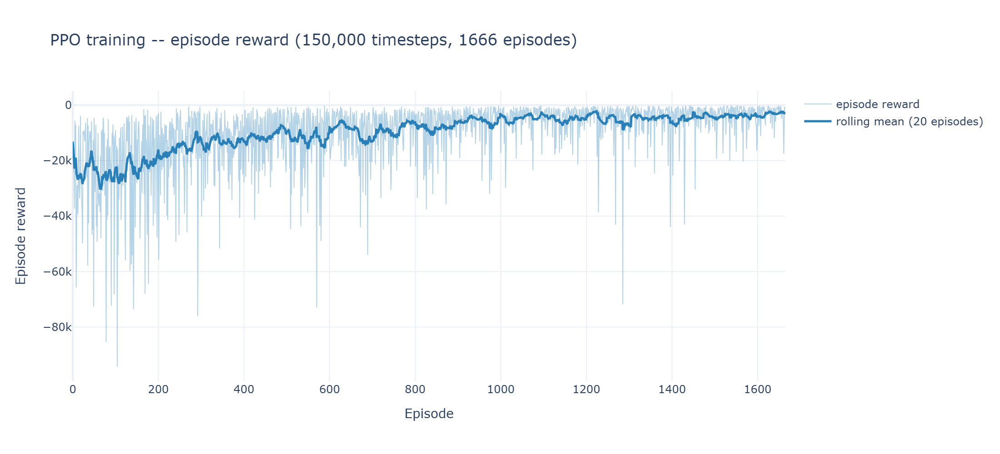 PPO training -- episode reward (150,000 timesteps, 1666 episodes)
episode reward
rolling mean (20 episodes)
Episode reward
0
−20k
−40k
−60k
−80k
0 200 400 600 800 1000 1200 1400 1600
Episode